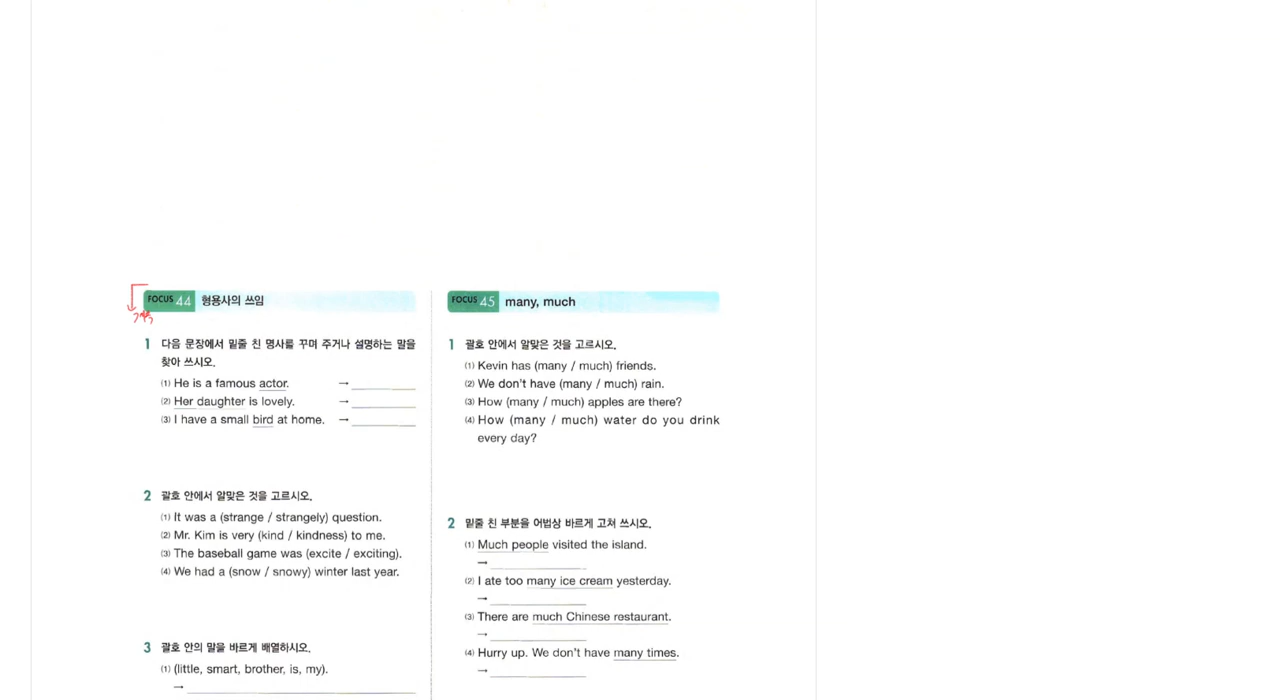 FOCUS 44 형용사의 쓰임
1 다음 문장에서 밑줄 친 명사를 꾸며 주거나 설명하는 말을
찾아 쓰시오.
(1) He is a famous actor. →
(2) Her daughter is lovely. →
(3) I have a small bird at home. →
2 괄호 안에서 알맞은 것을 고르시오.
(1) It was a (strange / strangely) question.
(2) Mr. Kim is very (kind / kindness) to me.
(3) The baseball game was (excite / exciting).
(4) We had a (snow / snowy) winter last year.
3 괄호 안의 말을 바르게 배열하시오.
(1) (little, smart, brother, is, my).
→
FOCUS 45 many, much
1 괄호 안에서 알맞은 것을 고르시오.
(1) Kevin has (many / much) friends.
(2) We don't have (many / much) rain.
(3) How (many / much) apples are there?
(4) How (many / much) water do you drink
every day?
2 밑줄 친 부분을 어법상 바르게 고쳐 쓰시오.
(1) Much people visited the island.
→
(2) I ate too many ice cream yesterday.
→
(3) There are much Chinese restaurant.
→
(4) Hurry up. We don't have many times.
→